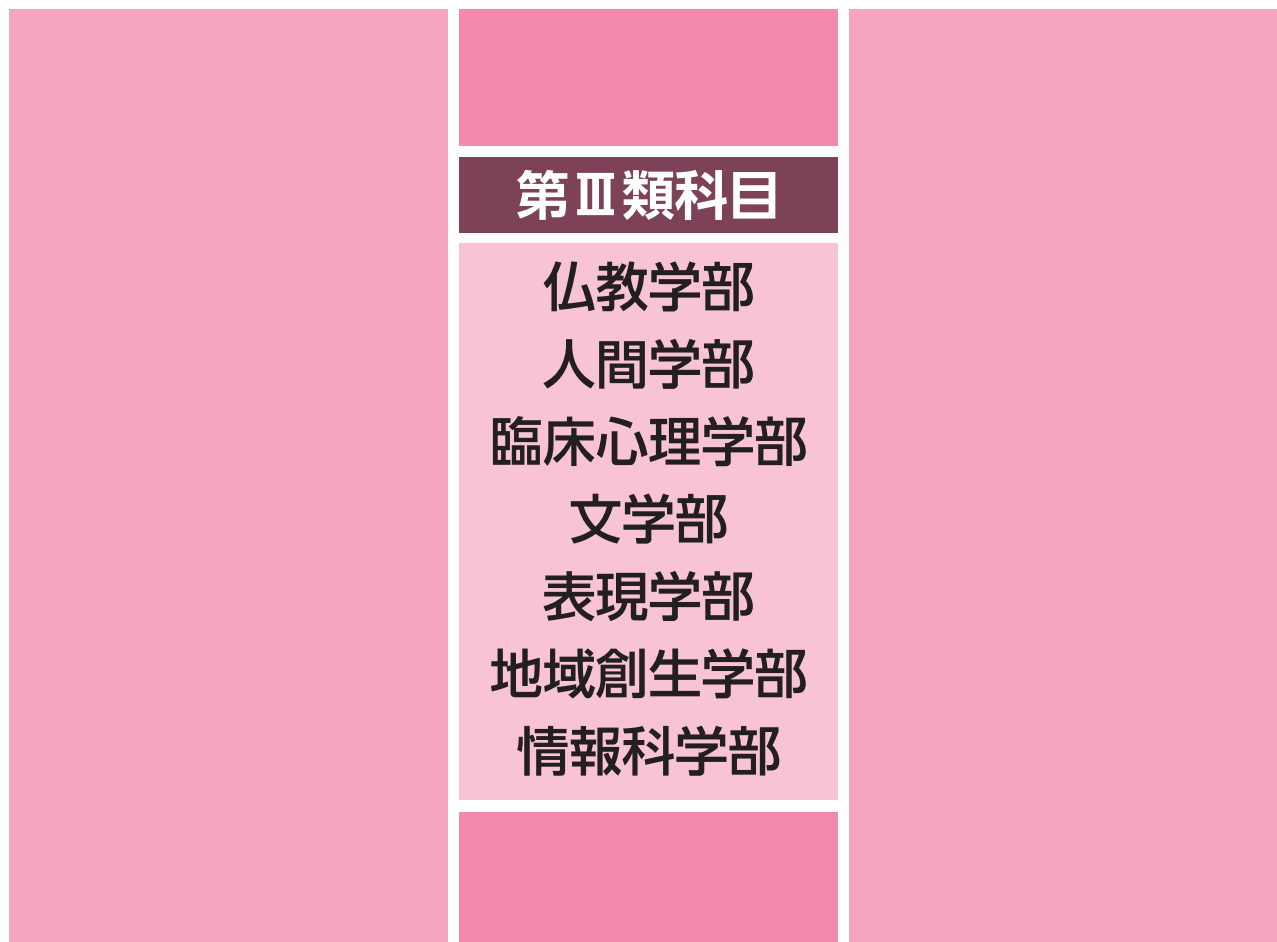 第Ⅲ類科目
仏教学部
人間学部
臨床心理学部
文学部
表現学部
地域創生学部
情報科学部